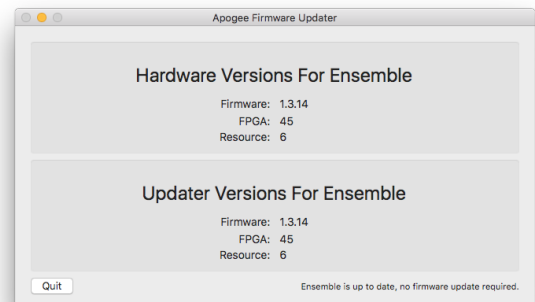 Apogee Firmware Updater
Hardware Versions For Ensemble
Firmware: 1.3.14
FPGA: 45
Resource: 6
Updater Versions For Ensemble
Firmware: 1.3.14
FPGA: 45
Resource: 6
Quit
Ensemble is up to date, no firmware update required.